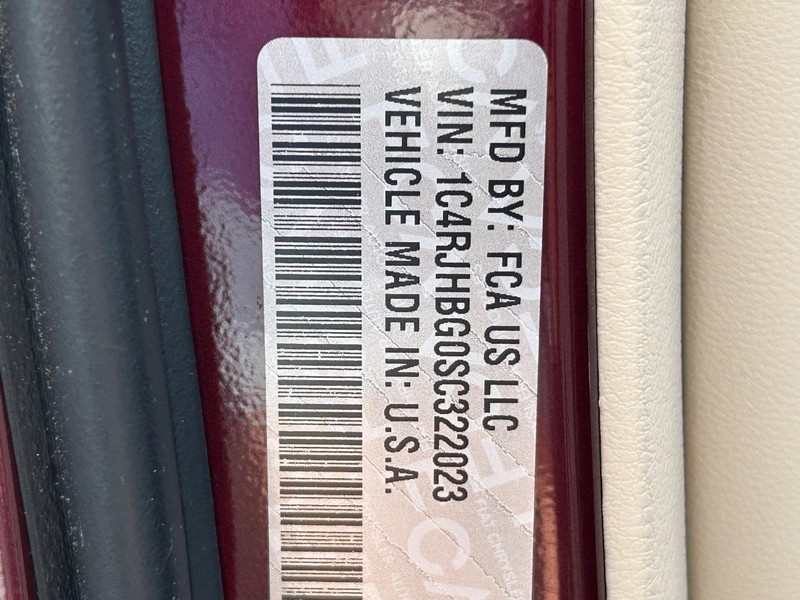 MFD BY: FCA US LLC
VIN: 1C4RJHBG0SC322023
VEHICLE MADE IN: U.S.A.